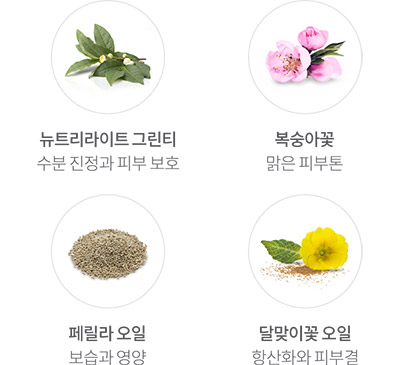 뉴트리라이트 그린티
수분 진정과 피부 보호
복숭아꽃
맑은 피부톤
페릴라 오일
보습과 영양
달맞이꽃 오일
항산화와 피부결